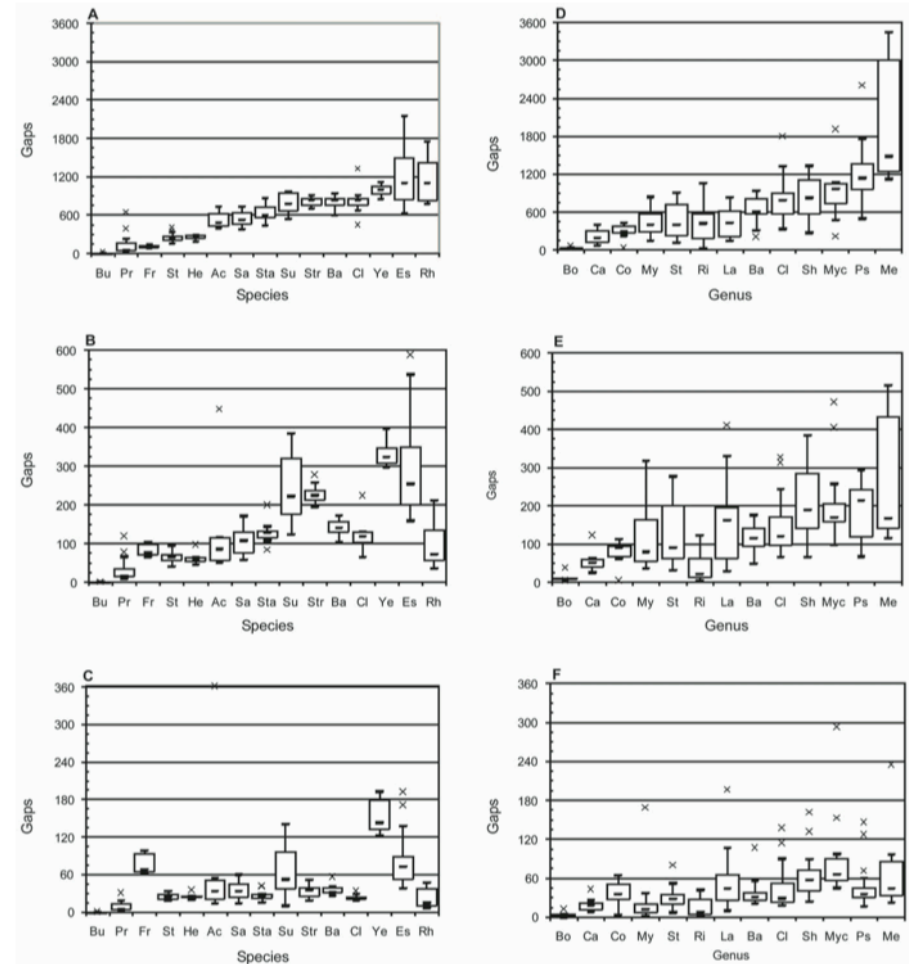 A
3600
3000
2400
1800
1200
600
0
Gaps
Bu Pr Fr St He Ac Sa Sta Su Str Ba Cl Ye Es Rh
Species
D
3600
3000
2400
1800
1200
600
0
Gaps
Bo Ca Co My St Ri La Ba Cl Sh Myc Ps Me
Genus
B
600
500
400
300
200
100
0
Gaps
Bu Pr Fr St He Ac Sa Sta Su Str Ba Cl Ye Es Rh
Species
E
600
500
400
300
200
100
0
Gaps
Bo Ca Co My St Ri La Ba Cl Sh Myc Ps Me
Genus
C
360
300
240
180
120
60
0
Gaps
Bu Pr Fr St He Ac Sa Sta Su Str Ba Cl Ye Es Rh
Species
F
360
300
240
180
120
60
0
Gaps
Bo Ca Co My St Ri La Ba Cl Sh Myc Ps Me
Genus